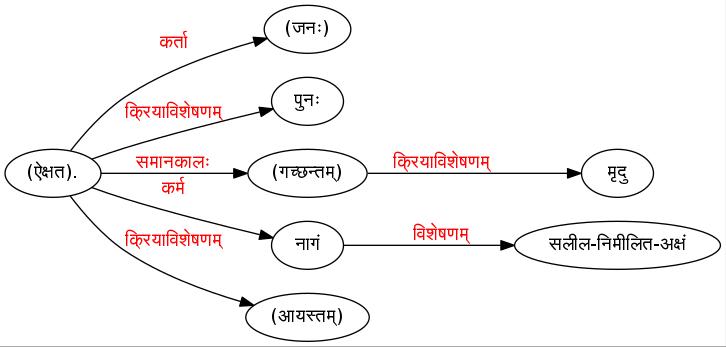 (जनः)
कर्ता
पुनः
क्रियाविशेषणम्
(ऐक्षत).
समानकालः
(गच्छन्तम्)
क्रियाविशेषणम्
मृदु
कर्म
नागं
विशेषणम्
सलील-निमीलित-अक्षं
क्रियाविशेषणम्
(आयस्तम्)